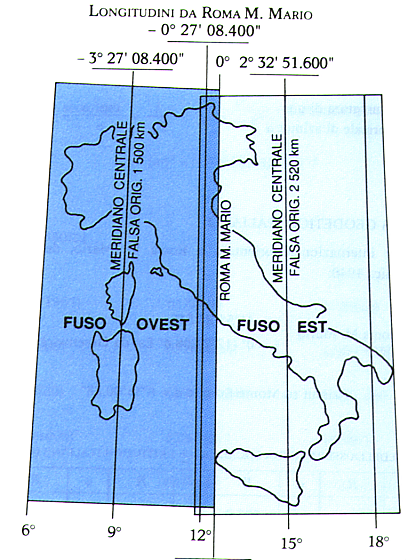 LONGITUDINI DA ROMA M. MARIO
– 0° 27' 08.400"
– 3° 27' 08.400"
0° 2° 32' 51.600"
MERIDIANO CENTRALE
FALSA ORIG. 1 500 km
ROMA M. MARIO
MERIDIANO CENTRALE
FALSA ORIG. 2 520 km
FUSO OVEST
FUSO EST
6° 9° 12° 15° 18°